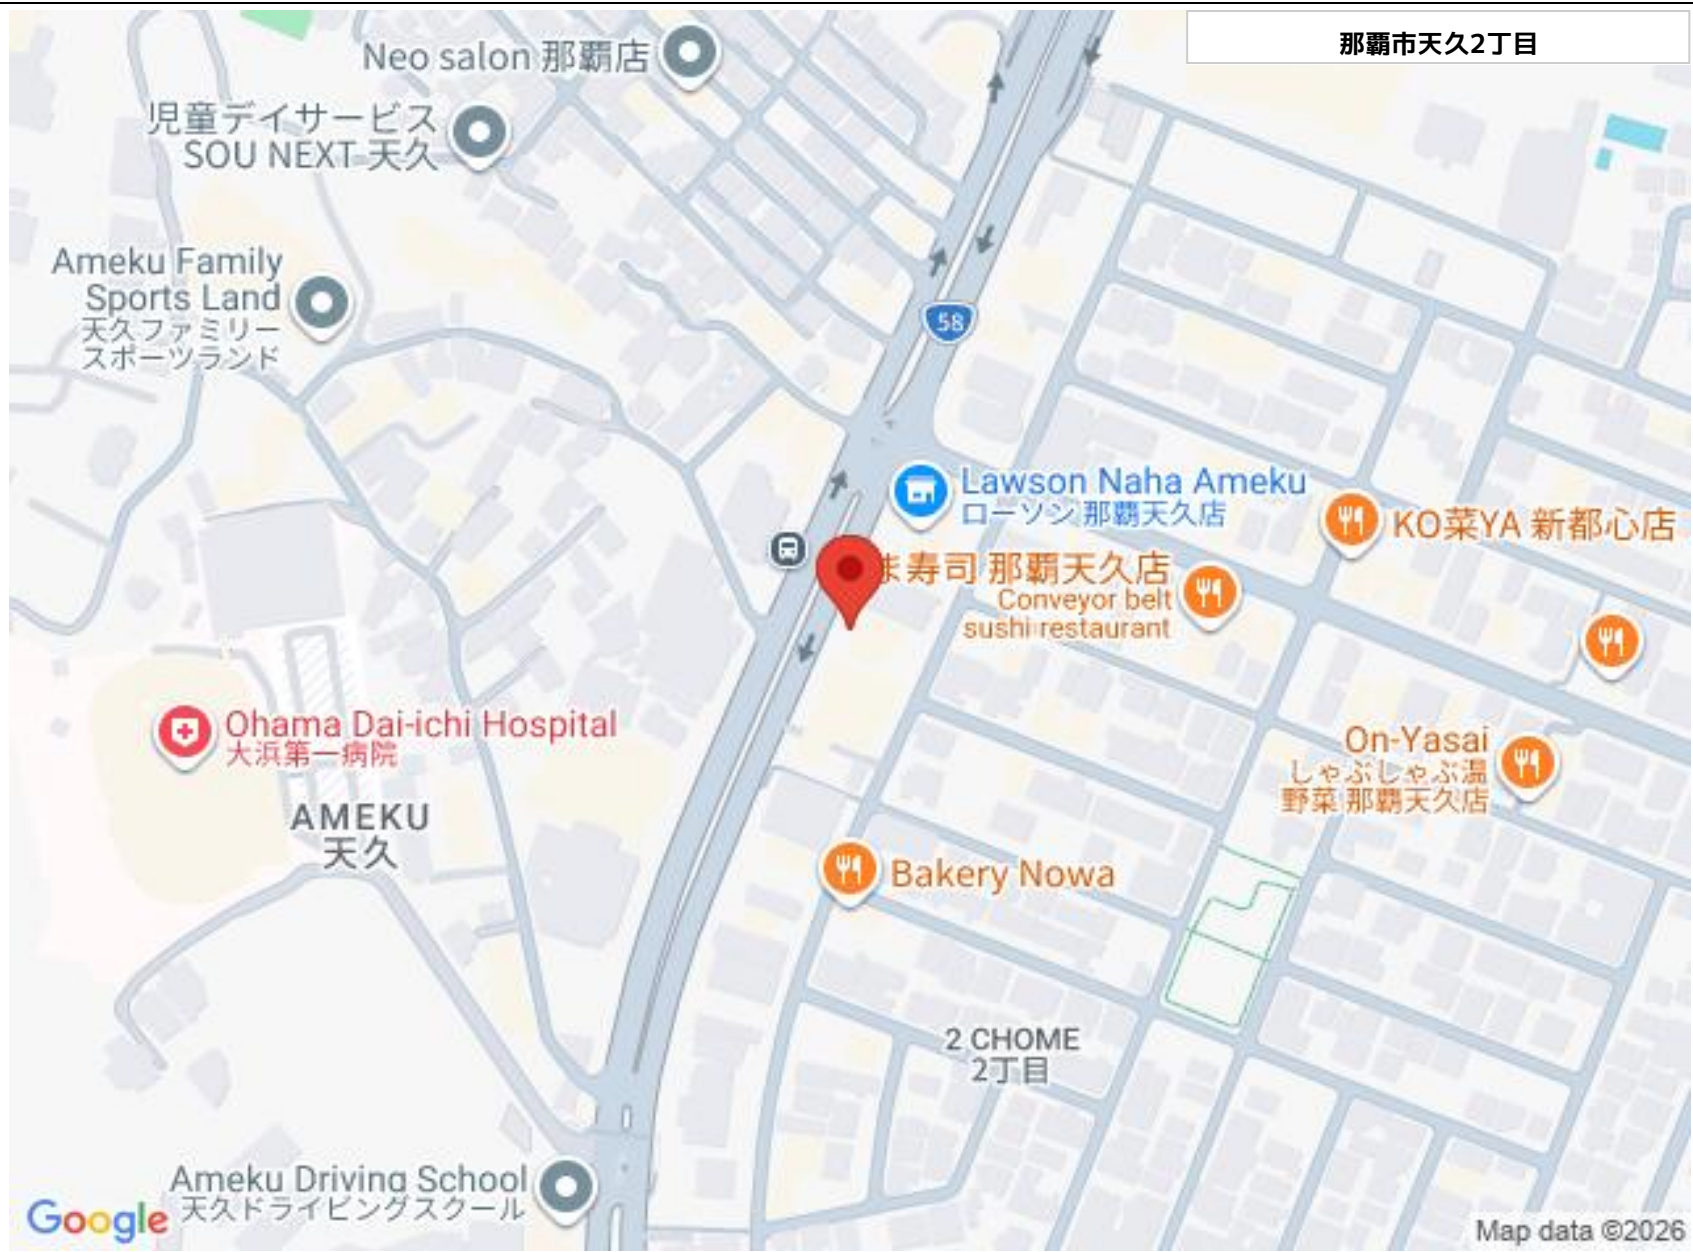 那覇市天久2丁目
Neo salon 那覇店
児童デイサービス
SOU NEXT 天久
Ameku Family
Sports Land
天久ファミリー
スポーツランド
58
Lawson Naha Ameku
ローソン 那覇天久店
KO菜YA 新都心店
ま寿司 那覇天久店
Conveyor belt
sushi restaurant
Ohama Dai-ichi Hospital
大浜第一病院
On-Yasai
しゃぶしゃぶ温
野菜 那覇天久店
AMEKU
天久
Bakery Nowa
2 CHOME
2丁目
Ameku Driving School
天久ドライビングスクール
Google
Map data ©2026